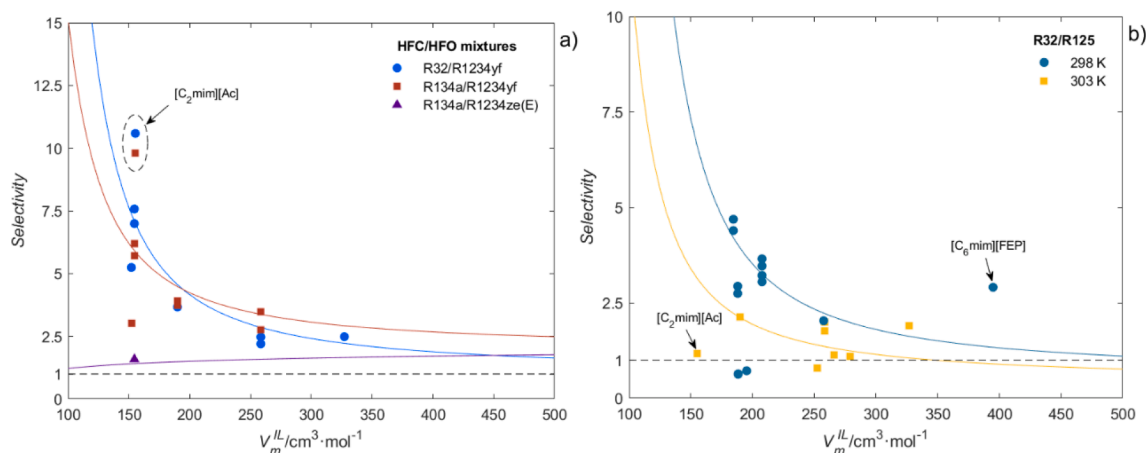 a)
15
12.5
10
7.5
5
2.5
1
Selectivity
HFC/HFO mixtures
R32/R1234yf
R134a/R1234yf
R134a/R1234ze(E)
[C₂mim][Ac]
100 150 200 250 300 350 400 450 500
V_m^IL/cm³·mol⁻¹
b)
10
7.5
5
2.5
1
0
Selectivity
R32/R125
298 K
303 K
[C₆mim][FEP]
[C₂mim][Ac]
100 150 200 250 300 350 400 450 500
V_m^IL/cm³·mol⁻¹